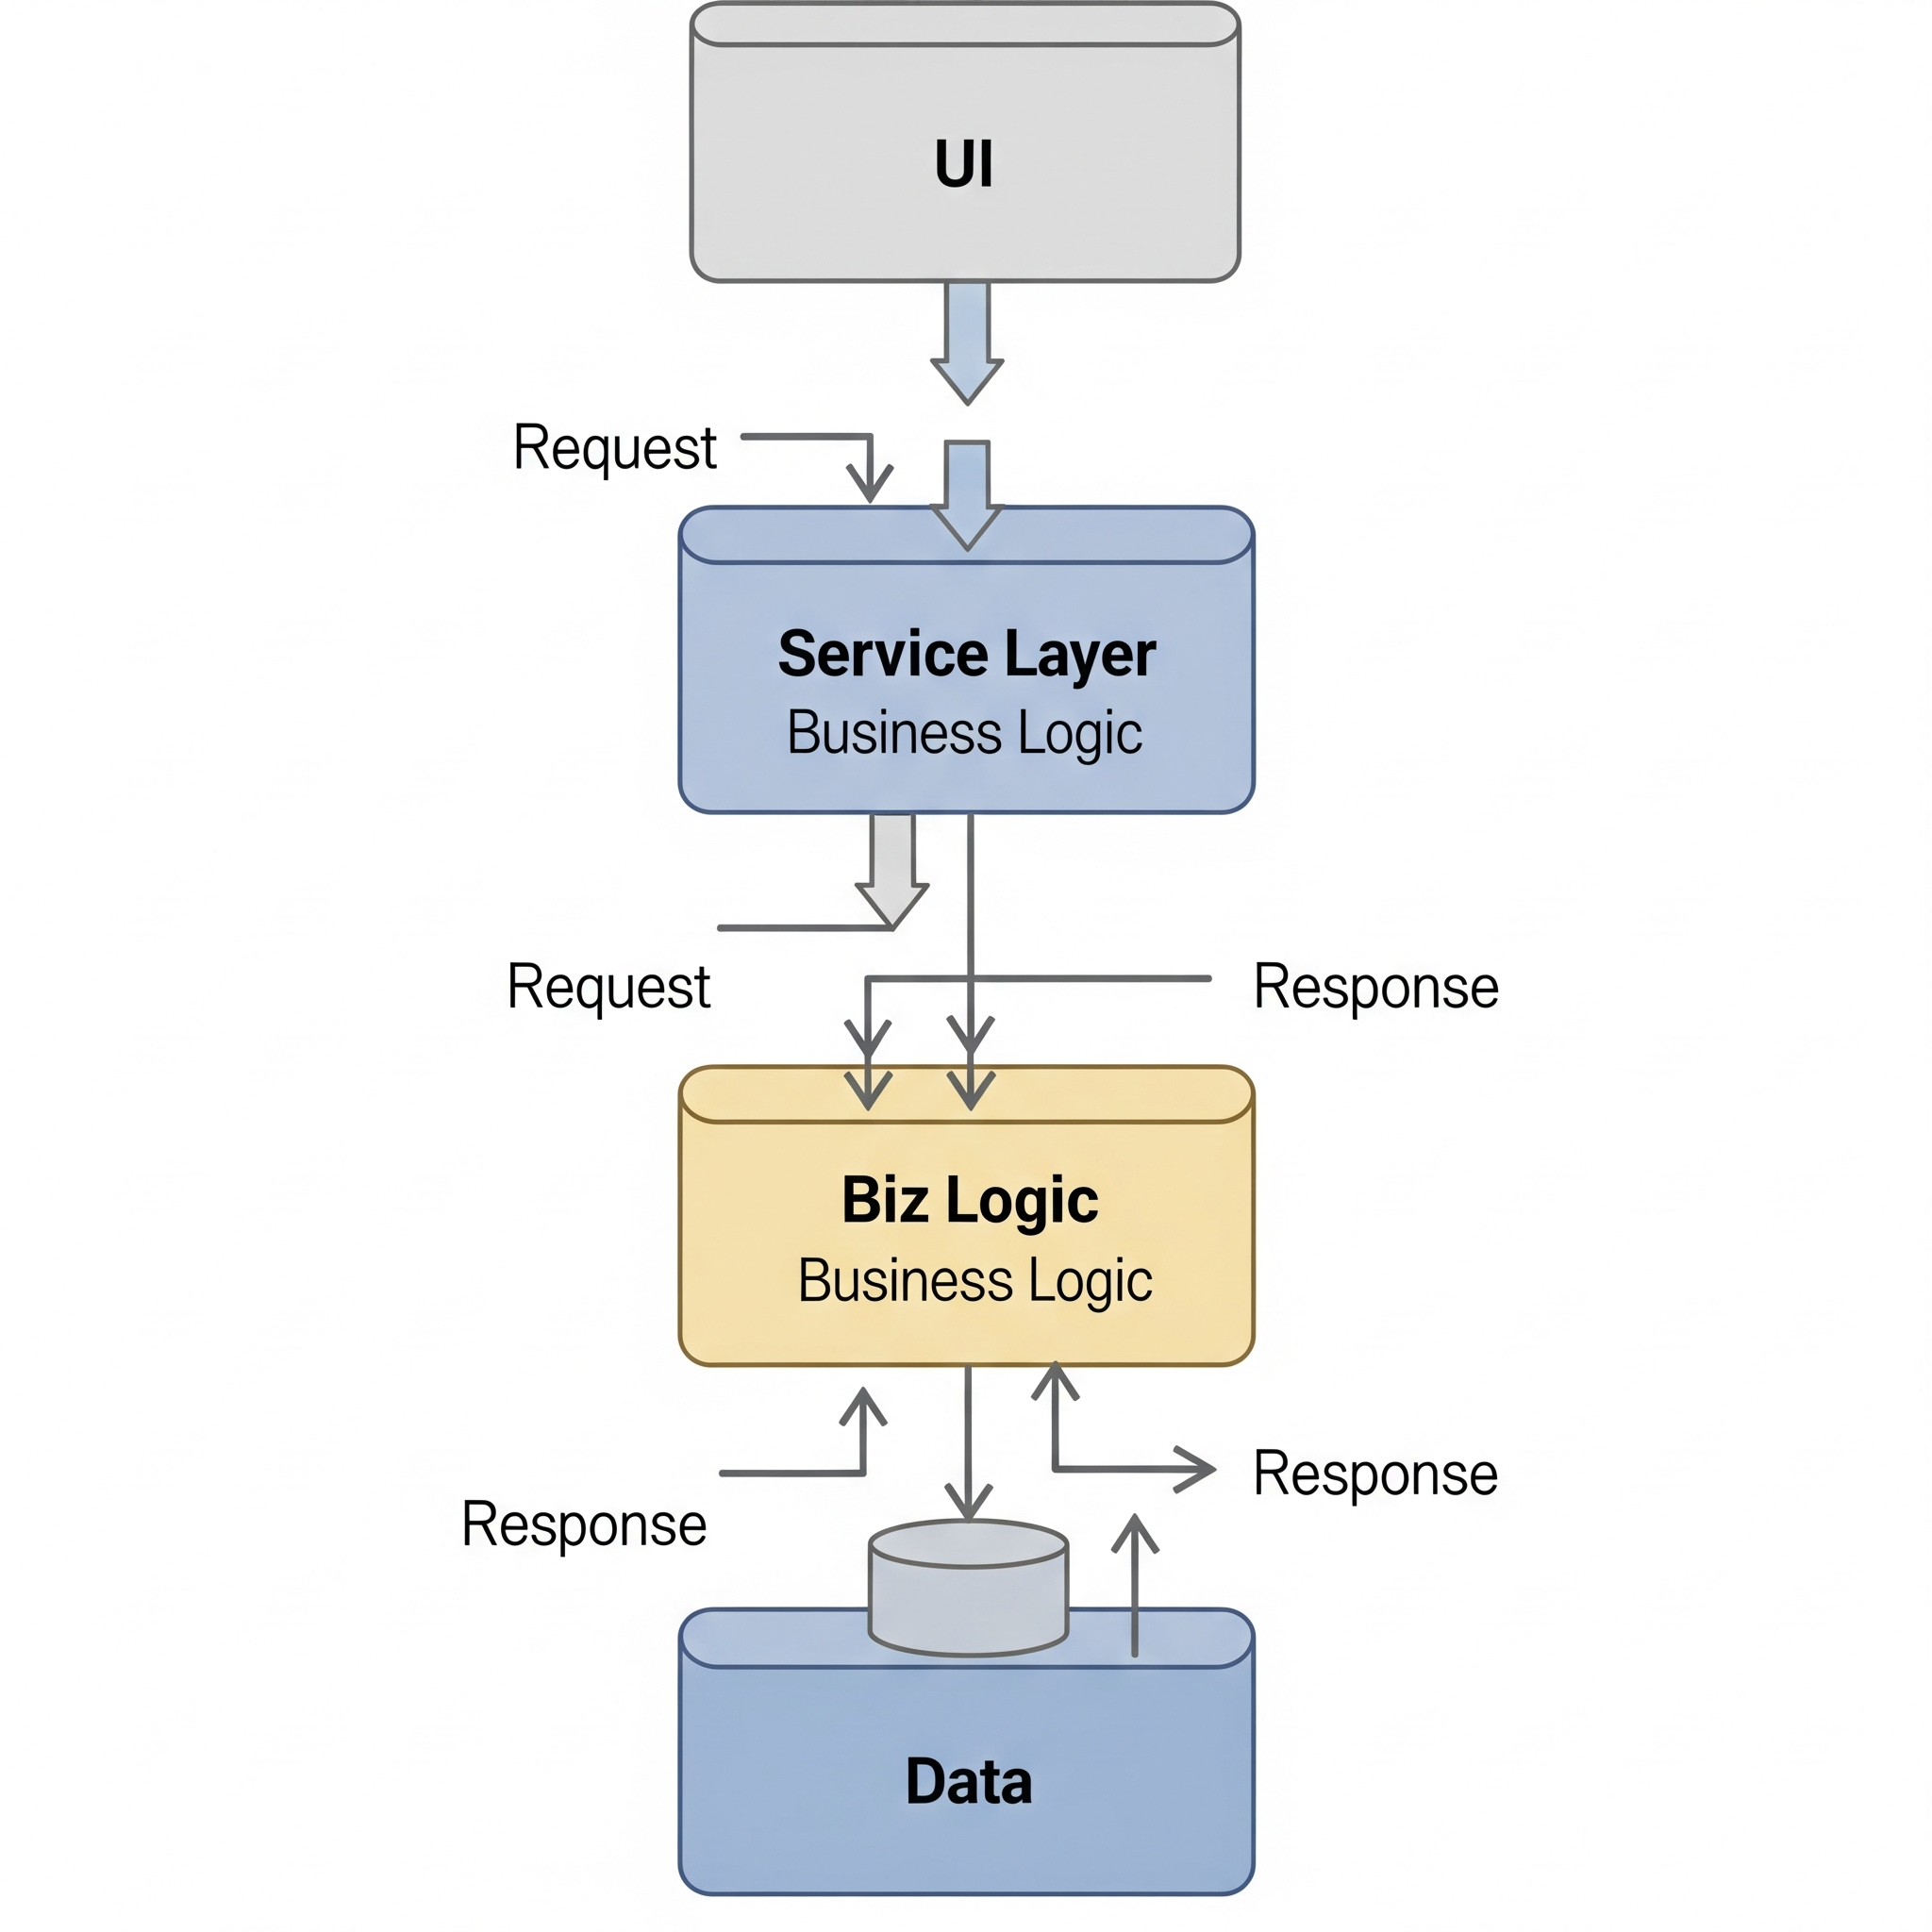 UI
Request
Service Layer
Business Logic
Request
Response
Biz Logic
Business Logic
Response
Response
Data